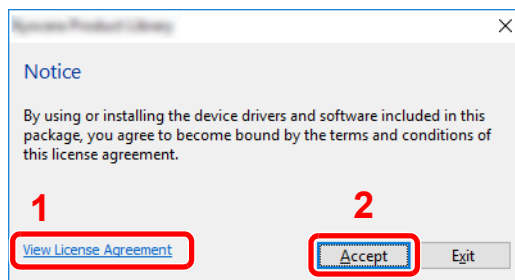 Notice
By using or installing the device drivers and software included in this
package, you agree to become bound by the terms and conditions of
this license agreement.
1
2
View License Agreement
Accept
Exit